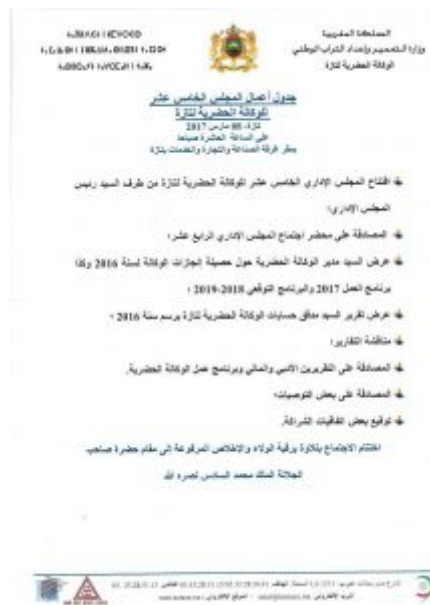 المملكة المغربية
وزارة التعمير وإعداد التراب الوطني
الوكالة الحضرية لتازة
جدول أعمال المجلس الخامس عشر
للوكالة الحضرية لتازة
تازة، 08 مارس 2017
على الساعة العاشرة صباحا
بمقر غرفة الصناعة والتجارة والخدمات بتازة
افتتاح المجلس الإداري الخامس عشر للوكالة الحضرية لتازة من طرف السيد رئيس
المجلس الإداري؛
المصادقة على محضر اجتماع المجلس الإداري الرابع عشر؛
عرض السيد مدير الوكالة الحضرية حول حصيلة إنجازات الوكالة لسنة 2016 وكذا
برنامج العمل 2017 والبرنامج التوقعي 2018-2019 ؛
عرض تقرير السيد مدقق حسابات الوكالة الحضرية لتازة برسم سنة 2016 ؛
مناقشة التقارير؛
المصادقة على التقريرين الأدبي والمالي وبرنامج عمل الوكالة الحضرية.
المصادقة على بعض التوصيات؛
توقيع بعض اتفاقيات الشراكة.
اختتام الاجتماع بتلاوة برقية الولاء والإخلاص المرفوعة إلى مقام حضرة صاحب
الجلالة الملك محمد السادس نصره الله